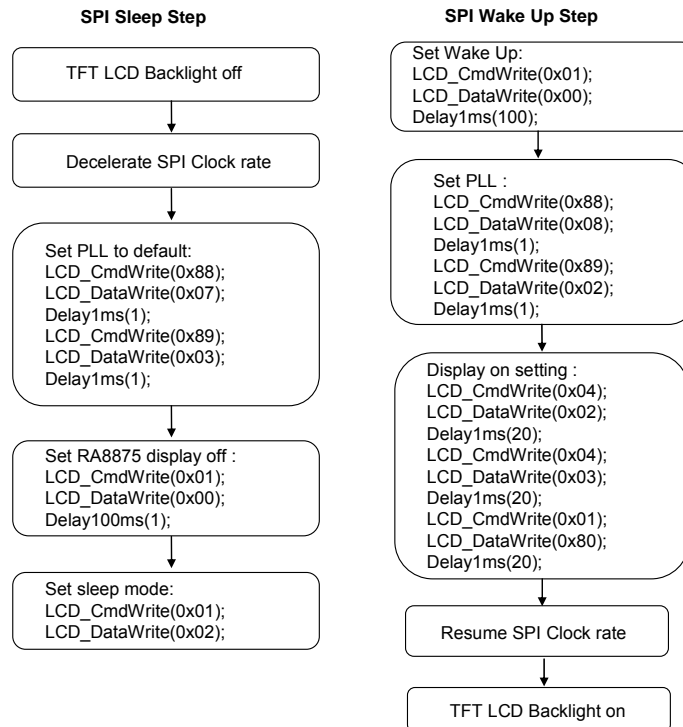 SPI Sleep Step
TFT LCD Backlight off
Decelerate SPI Clock rate
Set PLL to default:
LCD_CmdWrite(0x88);
LCD_DataWrite(0x07);
Delay1ms(1);
LCD_CmdWrite(0x89);
LCD_DataWrite(0x03);
Delay1ms(1);
Set RA8875 display off :
LCD_CmdWrite(0x01);
LCD_DataWrite(0x00);
Delay100ms(1);
Set sleep mode:
LCD_CmdWrite(0x01);
LCD_DataWrite(0x02);
SPI Wake Up Step
Set Wake Up:
LCD_CmdWrite(0x01);
LCD_DataWrite(0x00);
Delay1ms(100);
Set PLL :
LCD_CmdWrite(0x88);
LCD_DataWrite(0x08);
Delay1ms(1);
LCD_CmdWrite(0x89);
LCD_DataWrite(0x02);
Delay1ms(1);
Display on setting :
LCD_CmdWrite(0x04);
LCD_DataWrite(0x02);
Delay1ms(20);
LCD_CmdWrite(0x04);
LCD_DataWrite(0x03);
Delay1ms(20);
LCD_CmdWrite(0x01);
LCD_DataWrite(0x80);
Delay1ms(20);
Resume SPI Clock rate
TFT LCD Backlight on